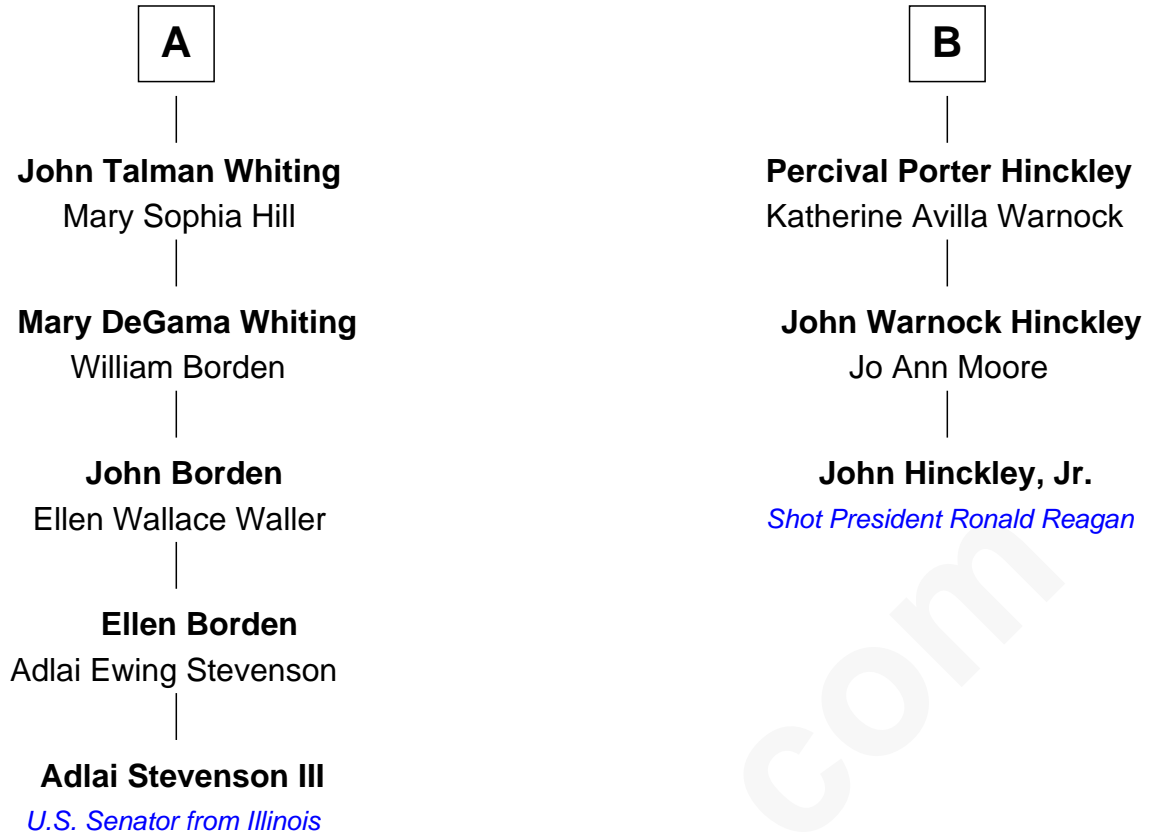 A
John Talman Whiting
Mary Sophia Hill
Mary DeGama Whiting
William Borden
John Borden
Ellen Wallace Waller
Ellen Borden
Adlai Ewing Stevenson
Adlai Stevenson III
U.S. Senator from Illinois
B
Percival Porter Hinckley
Katherine Avilla Warnock
John Warnock Hinckley
Jo Ann Moore
John Hinckley, Jr.
Shot President Ronald Reagan
com